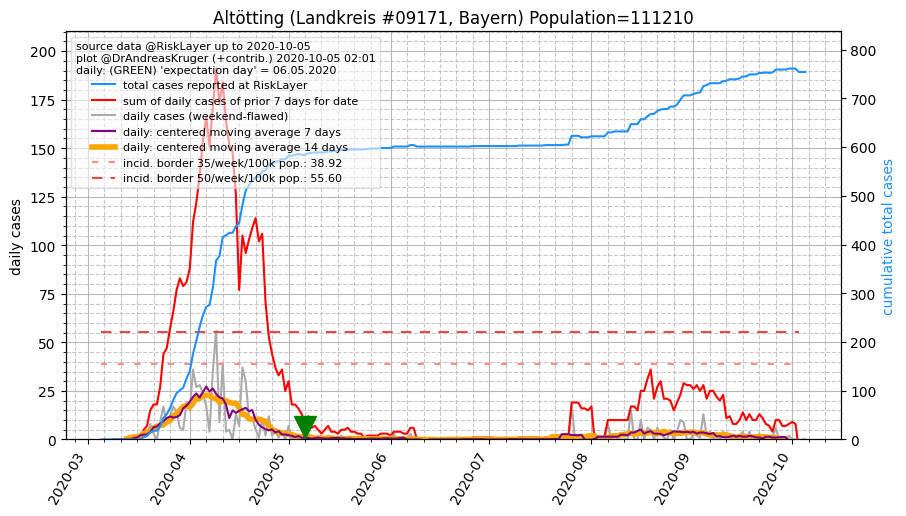 Altötting (Landkreis #09171, Bayern) Population=111210
source data @RiskLayer up to 2020-10-05
plot @DrAndreasKruger (+contrib.) 2020-10-05 02:01
daily: (GREEN) 'expectation day' = 06.05.2020
total cases reported at RiskLayer
sum of daily cases of prior 7 days for date
daily cases (weekend-flawed)
daily: centered moving average 7 days
daily: centered moving average 14 days
incid. border 35/week/100k pop.: 38.92
incid. border 50/week/100k pop.: 55.60
daily cases
200
175
150
125
100
75
50
25
0
cumulative total cases
800
700
600
500
400
300
200
100
0
2020-03
2020-04
2020-05
2020-06
2020-07
2020-08
2020-09
2020-10